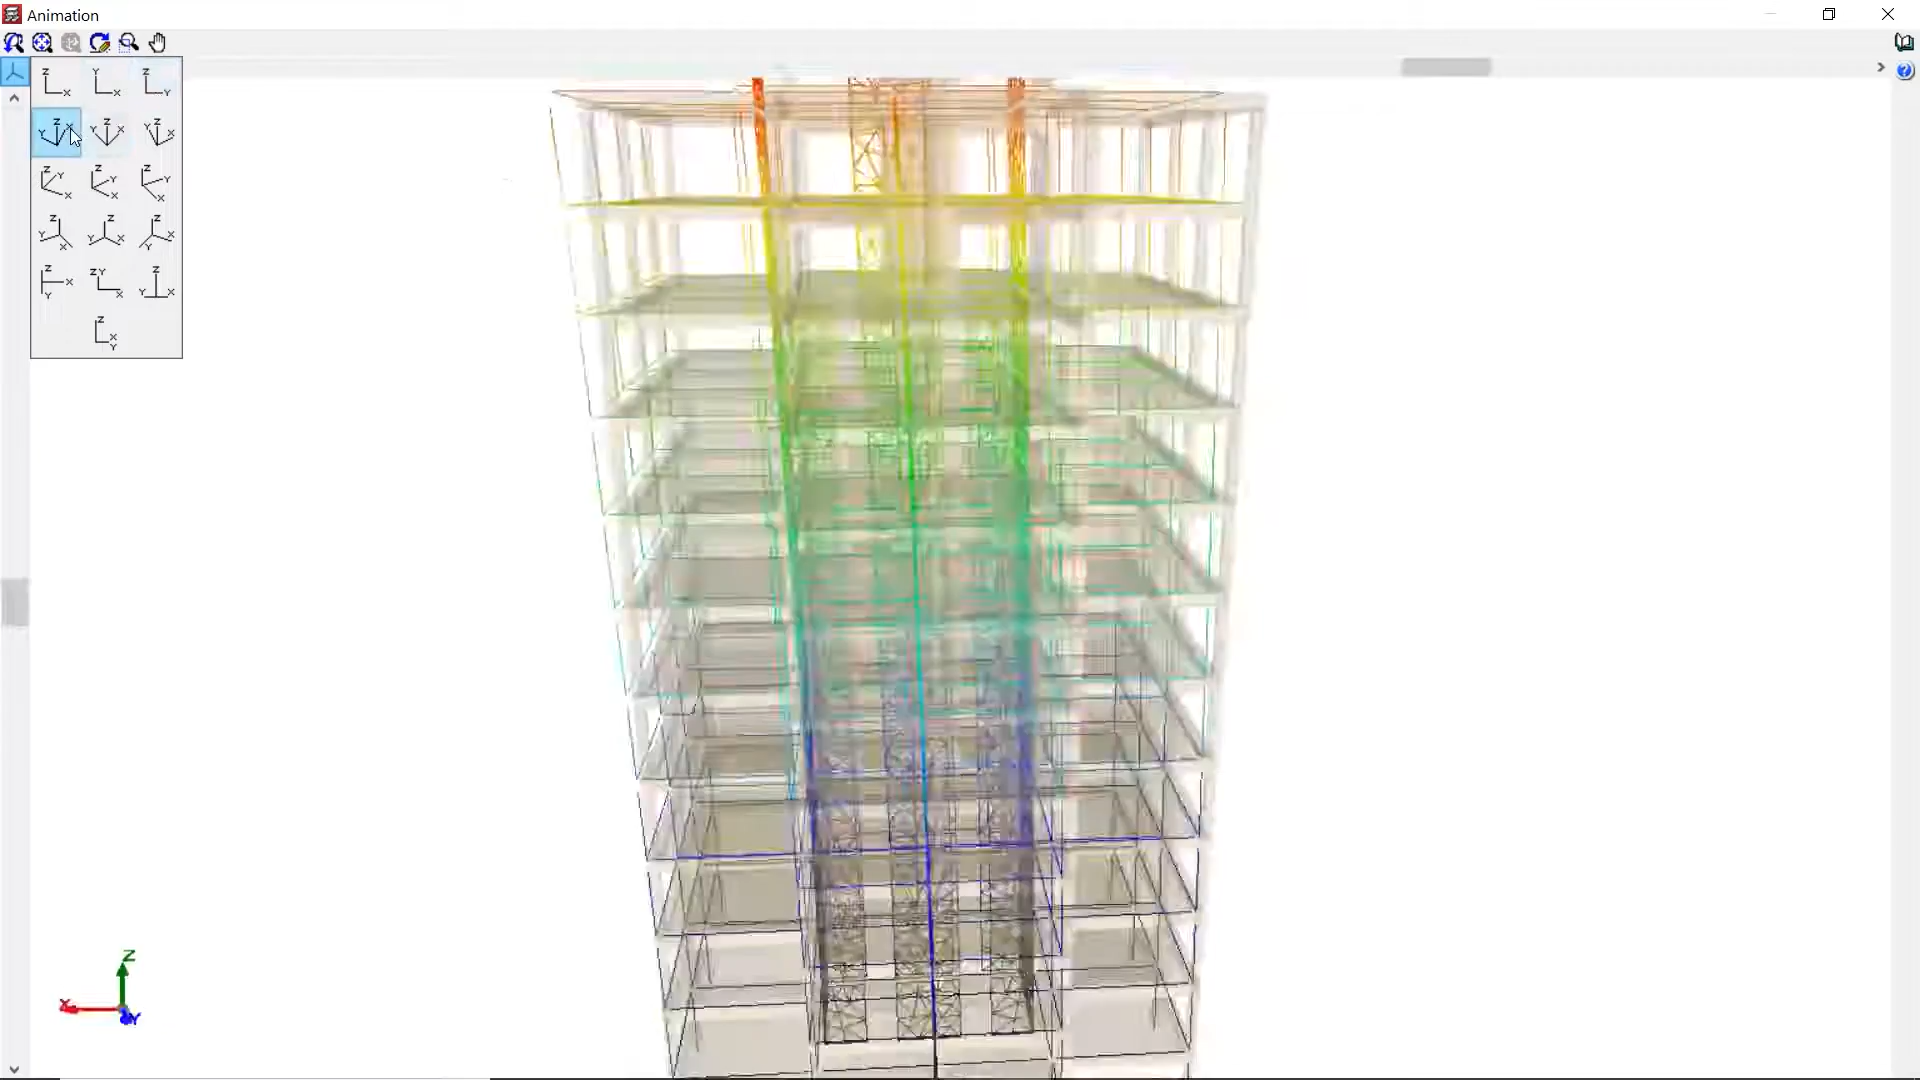 Animation
Z X Y X Z Y
Y Z X Y Z X Y Z X
Z Y X Z Y X Z Y X
Z Y X Z Y X Z X Y
Z X Y Z Y X Z Y X
Z X Y
Z
X
Y